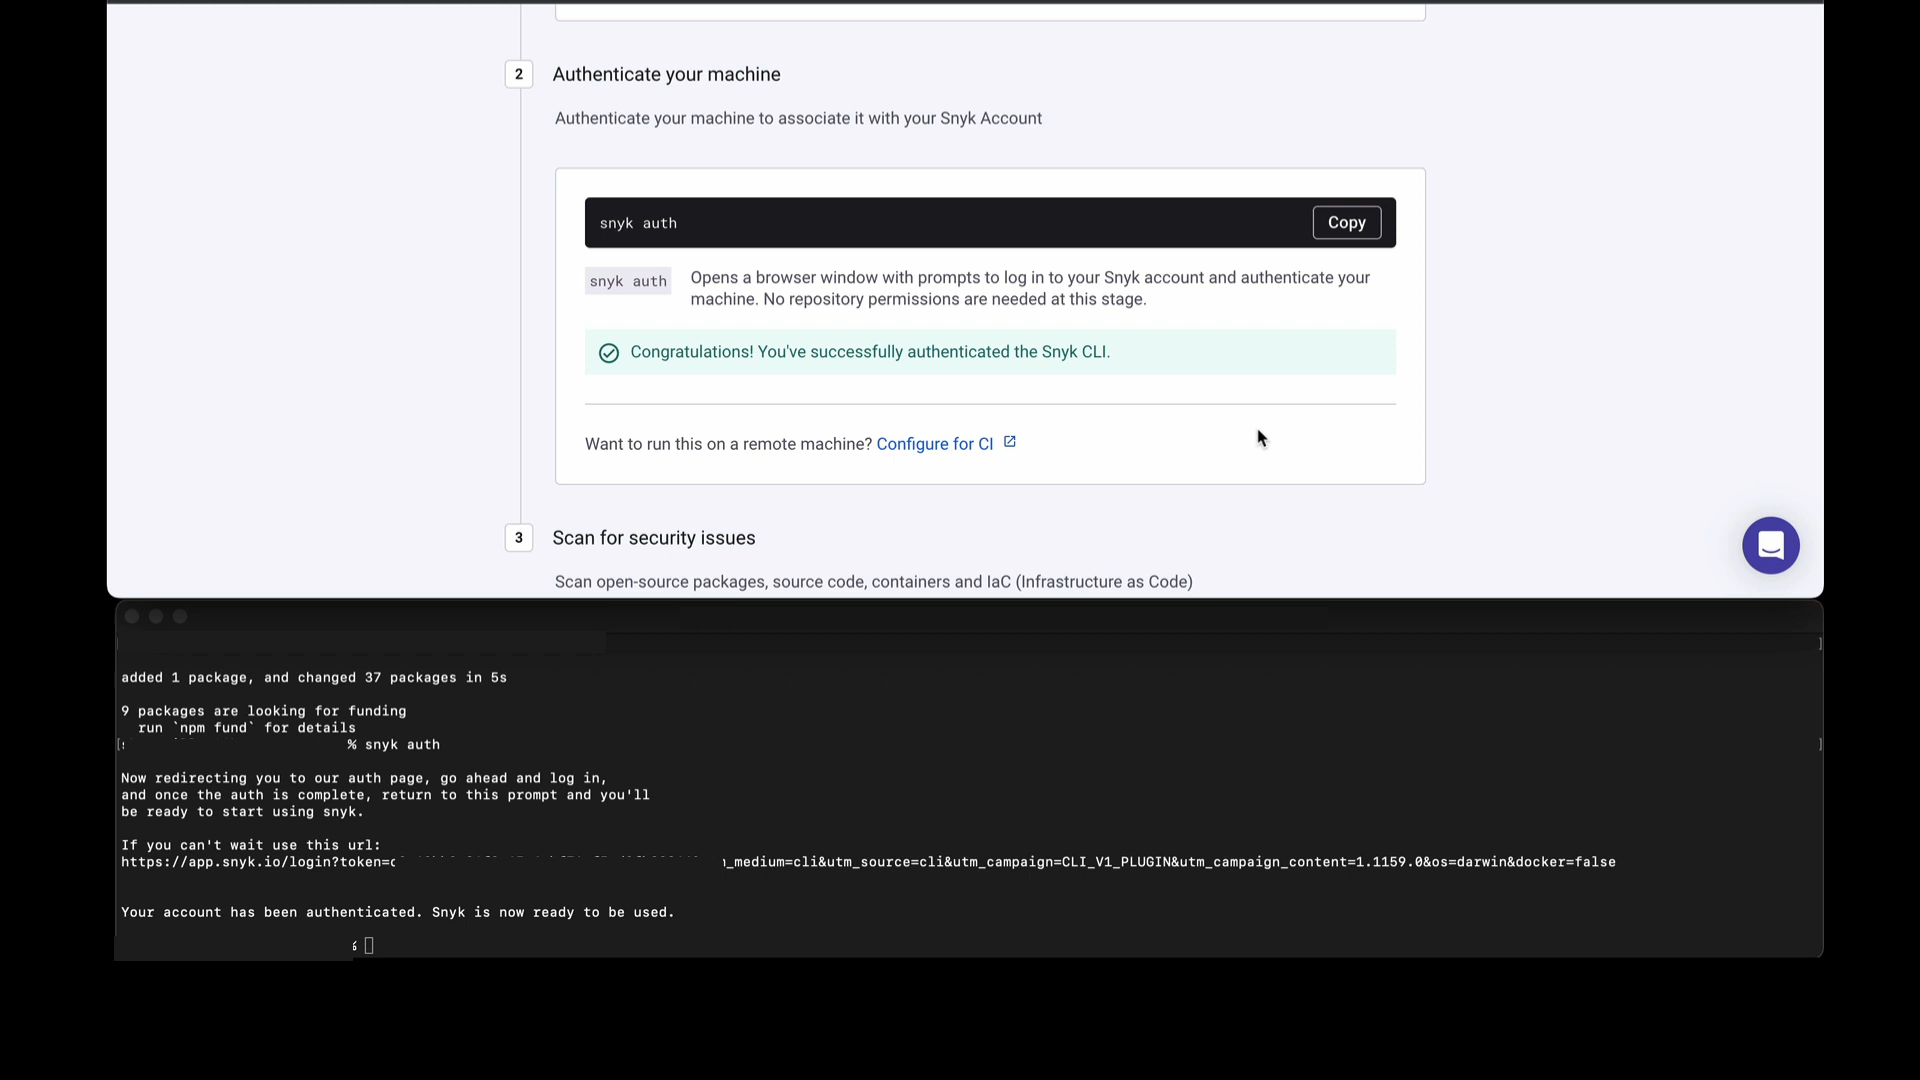 2
Authenticate your machine
Authenticate your machine to associate it with your Snyk Account
snyk auth
Copy
snyk auth
Opens a browser window with prompts to log in to your Snyk account and authenticate your
machine. No repository permissions are needed at this stage.
Congratulations! You've successfully authenticated the Snyk CLI.
Want to run this on a remote machine? Configure for CI
3
Scan for security issues
Scan open-source packages, source code, containers and IaC (Infrastructure as Code)
added 1 package, and changed 37 packages in 5s
9 packages are looking for funding
run `npm fund` for details
% snyk auth
Now redirecting you to our auth page, go ahead and log in,
and once the auth is complete, return to this prompt and you'll
be ready to start using snyk.
If you can't wait use this url:
https://app.snyk.io/login?token= _medium=cli&utm_source=cli&utm_campaign=CLI_V1_PLUGIN&utm_campaign_content=1.1159.0&os=darwin&docker=false
Your account has been authenticated. Snyk is now ready to be used.